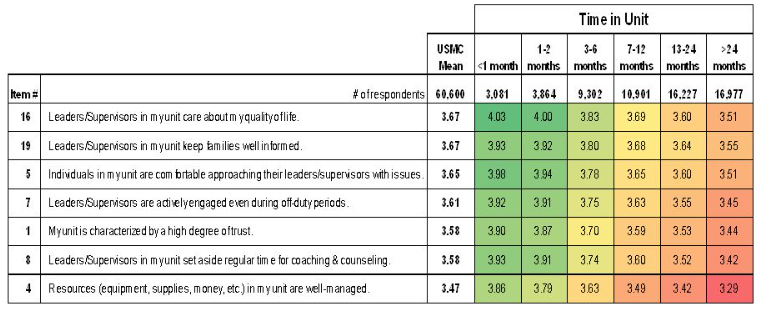 Time in Unit
USMC Mean <1 month 1-2 months 3-6 months 7-12 months 13-24 months >24 months
Item # # of respondents 60,600 3,081 3,864 9,302 10,901 16,227 16,977
16 Leaders/Supervisors in my unit care about my quality of life. 3.67 4.03 4.00 3.83 3.69 3.60 3.51
19 Leaders/Supervisors in my unit keep families well informed. 3.67 3.93 3.92 3.80 3.68 3.64 3.55
5 Individuals in my unit are comfortable approaching their leaders/supervisors with issues. 3.65 3.98 3.94 3.78 3.65 3.60 3.51
7 Leaders/Supervisors are actively engaged even during off-duty periods. 3.61 3.92 3.91 3.75 3.63 3.55 3.45
1 My unit is characterized by a high degree of trust. 3.58 3.90 3.87 3.70 3.59 3.53 3.44
8 Leaders/Supervisors in my unit set aside regular time for coaching & counseling. 3.58 3.93 3.91 3.74 3.60 3.52 3.42
4 Resources (equipment, supplies, money, etc.) in my unit are well-managed. 3.47 3.86 3.79 3.63 3.49 3.42 3.29